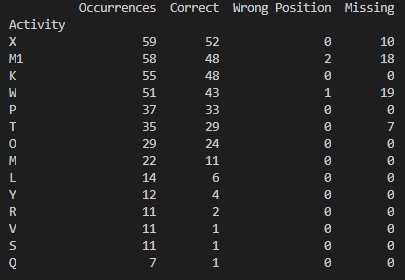 Occurrences Correct Wrong Position Missing
Activity
X 59 52 0 10
M1 58 48 2 18
K 55 48 0 0
W 51 43 1 19
P 37 33 0 0
T 35 29 0 7
O 29 24 0 0
M 22 11 0 0
L 14 6 0 0
Y 12 4 0 0
R 11 2 0 0
V 11 1 0 0
S 11 1 0 0
Q 7 1 0 0